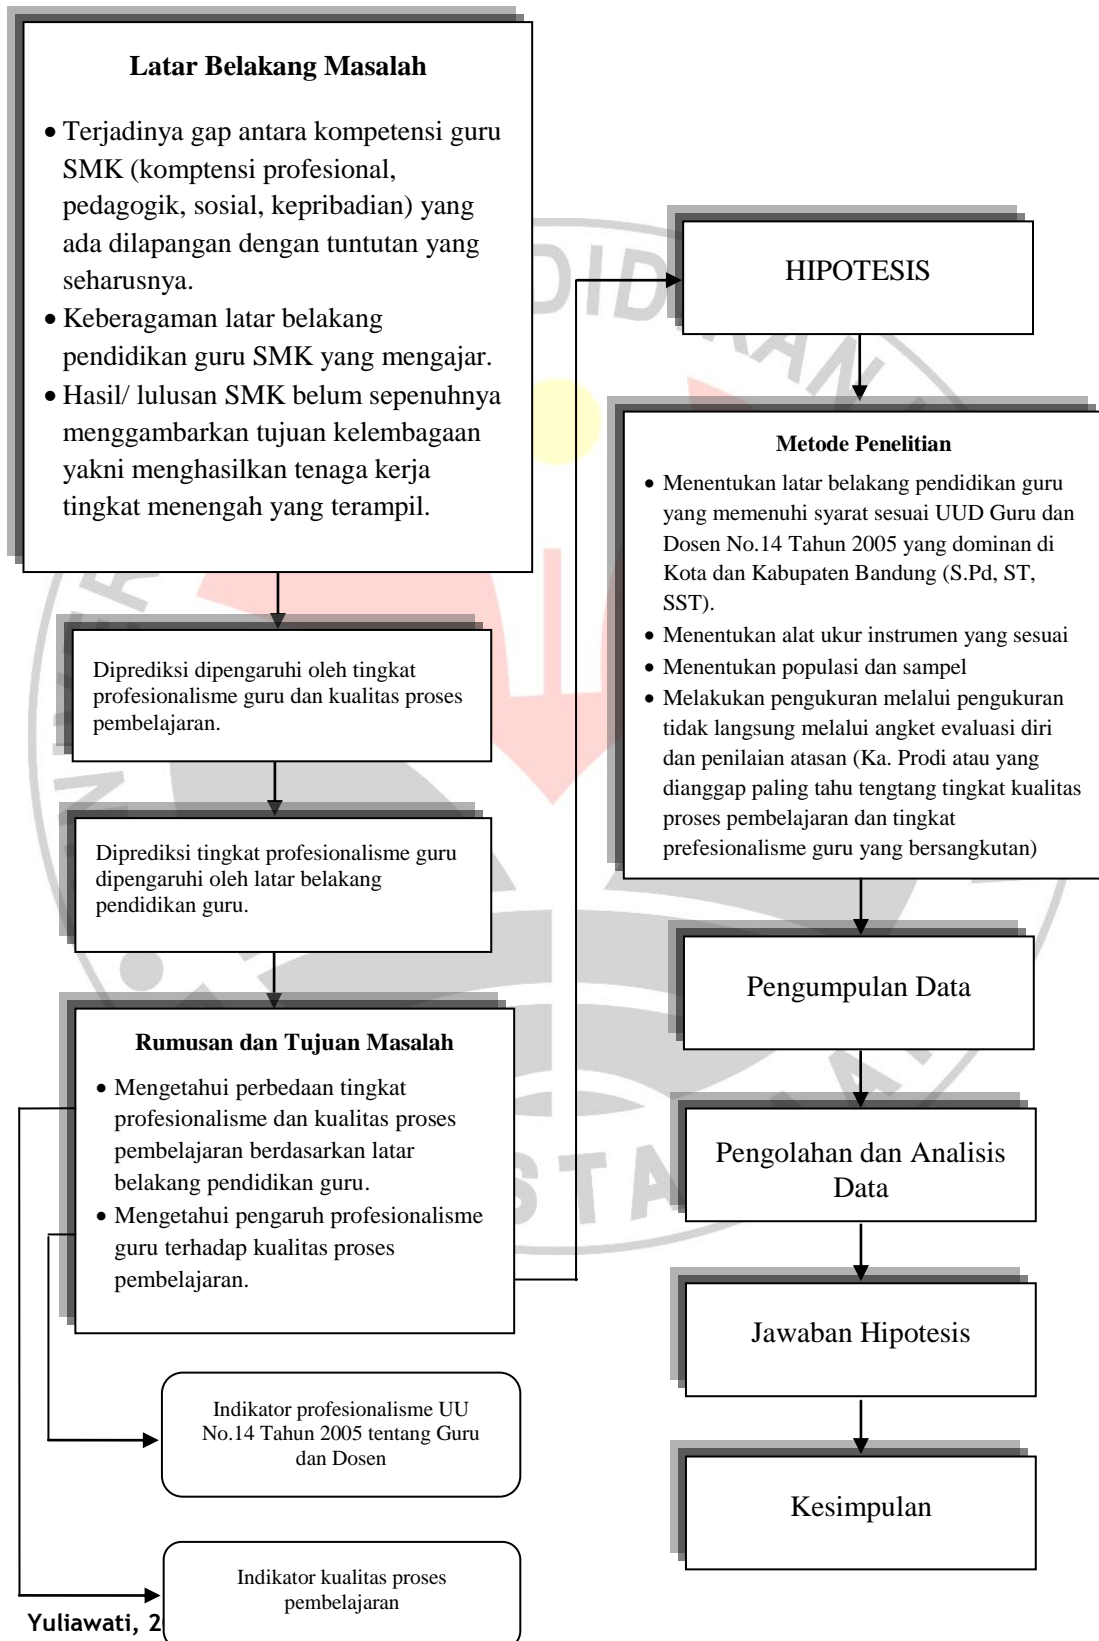 Latar Belakang Masalah
• Terjadinya gap antara kompetensi guru
SMK (komptensi profesional,
pedagogik, sosial, kepribadian) yang
ada dilapangan dengan tuntutan yang
seharusnya.
• Keberagaman latar belakang
pendidikan guru SMK yang mengajar.
• Hasil/ lulusan SMK belum sepenuhnya
menggambarkan tujuan kelembagaan
yakni menghasilkan tenaga kerja
tingkat menengah yang terampil.
Diprediksi dipengaruhi oleh tingkat
profesionalisme guru dan kualitas proses
pembelajaran.
Diprediksi tingkat profesionalisme guru
dipengaruhi oleh latar belakang
pendidikan guru.
Rumusan dan Tujuan Masalah
• Mengetahui perbedaan tingkat
profesionalisme dan kualitas proses
pembelajaran berdasarkan latar
belakang pendidikan guru.
• Mengetahui pengaruh profesionalisme
guru terhadap kualitas proses
pembelajaran.
Indikator profesionalisme UU
No.14 Tahun 2005 tentang Guru
dan Dosen
Indikator kualitas proses
pembelajaran
HIPOTESIS
Metode Penelitian
• Menentukan latar belakang pendidikan guru
yang memenuhi syarat sesuai UUD Guru dan
Dosen No.14 Tahun 2005 yang dominan di
Kota dan Kabupaten Bandung (S.Pd, ST,
SST).
• Menentukan alat ukur instrumen yang sesuai
• Menentukan populasi dan sampel
• Melakukan pengukuran melalui pengukuran
tidak langsung melalui angket evaluasi diri
dan penilaian atasan (Ka. Prodi atau yang
dianggap paling tahu tengtang tingkat kualitas
proses pembelajaran dan tingkat
prefesionalisme guru yang bersangkutan)
Pengumpulan Data
Pengolahan dan Analisis
Data
Jawaban Hipotesis
Kesimpulan
Yuliawati, 2